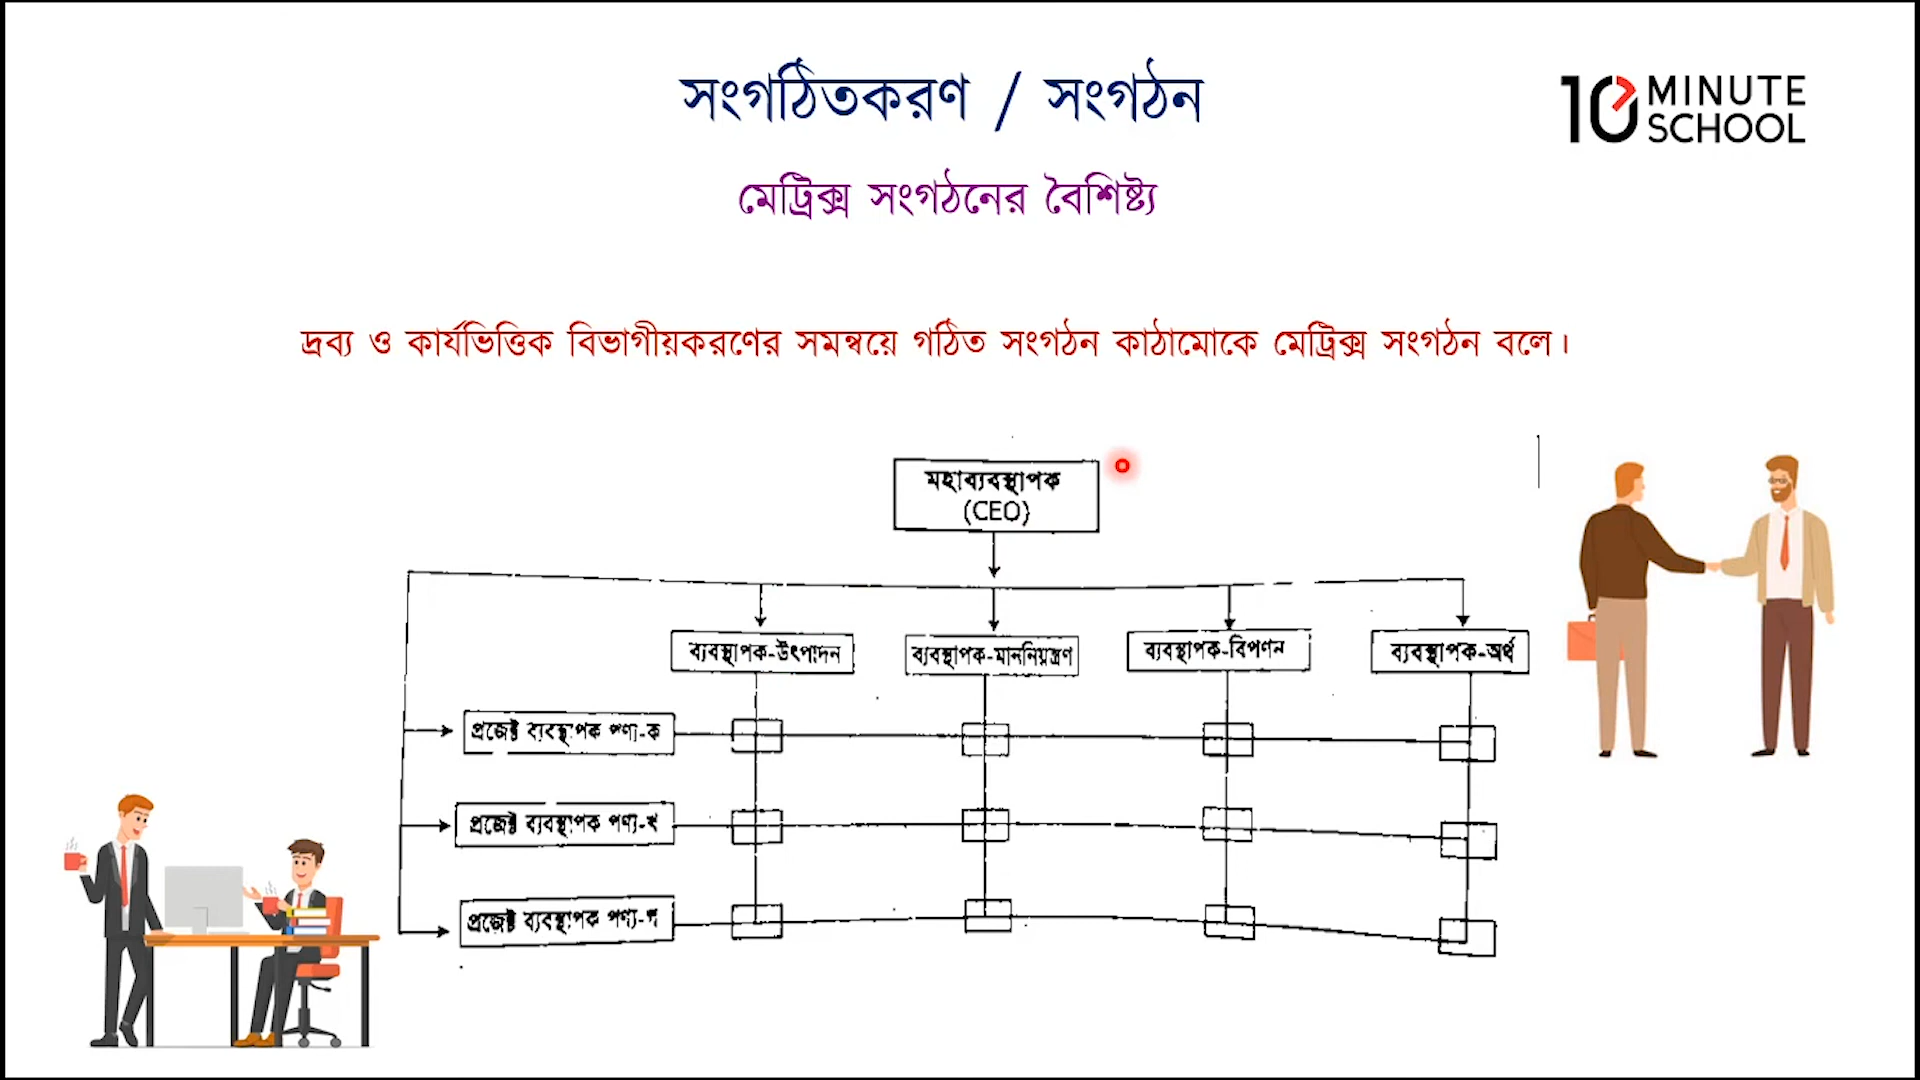 সংগঠিতকরণ / সংগঠন
10 MINUTE SCHOOL
মেট্রিক্স সংগঠনের বৈশিষ্ট্য
দ্রব্য ও কার্যভিত্তিক বিভাগীয়করণের সমন্বয়ে গঠিত সংগঠন কাঠামোকে মেট্রিক্স সংগঠন বলে।
মহাব্যবস্থাপক
(CEO)
ব্যবস্থাপক-উৎপাদন
ব্যবস্থাপক-মাননিয়ন্ত্রণ
ব্যবস্থাপক-বিপণন
ব্যবস্থাপক-অর্থ
প্রজেক্ট ব্যবস্থাপক পণ্য-ক
প্রজেক্ট ব্যবস্থাপক পণ্য-খ
প্রজেক্ট ব্যবস্থাপক পণ্য-গ